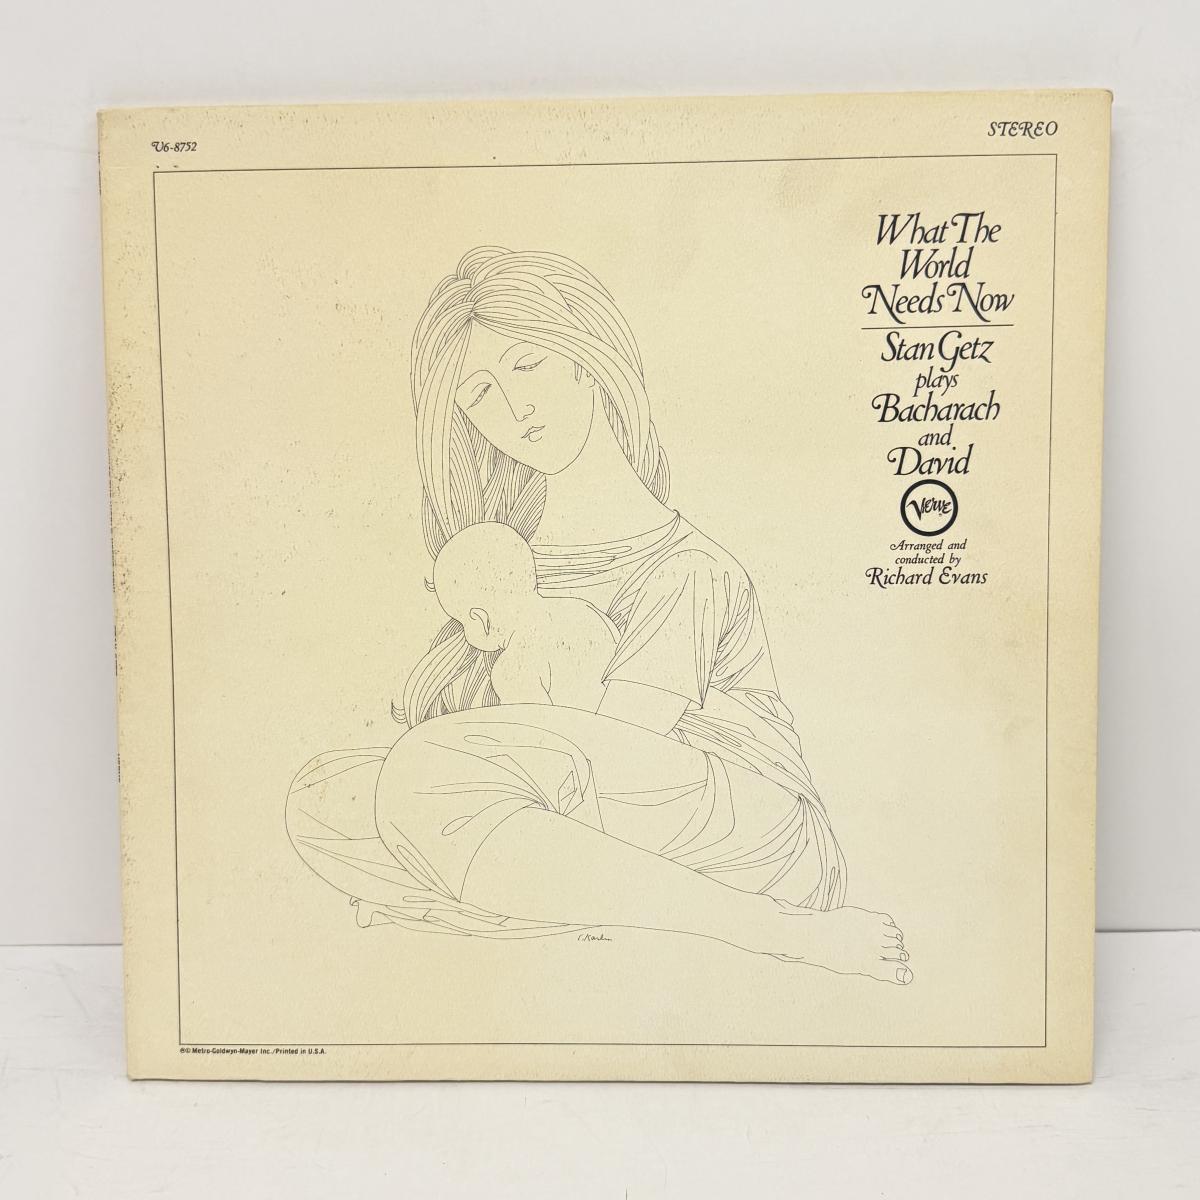 V6-8752
STEREO
What The
World
Needs Now
Stan Getz
plays
Bacharach
and
David
Verve
Arranged and
conducted by
Richard Evans
℗© Metro-Goldwyn-Mayer Inc./Printed in U.S.A.